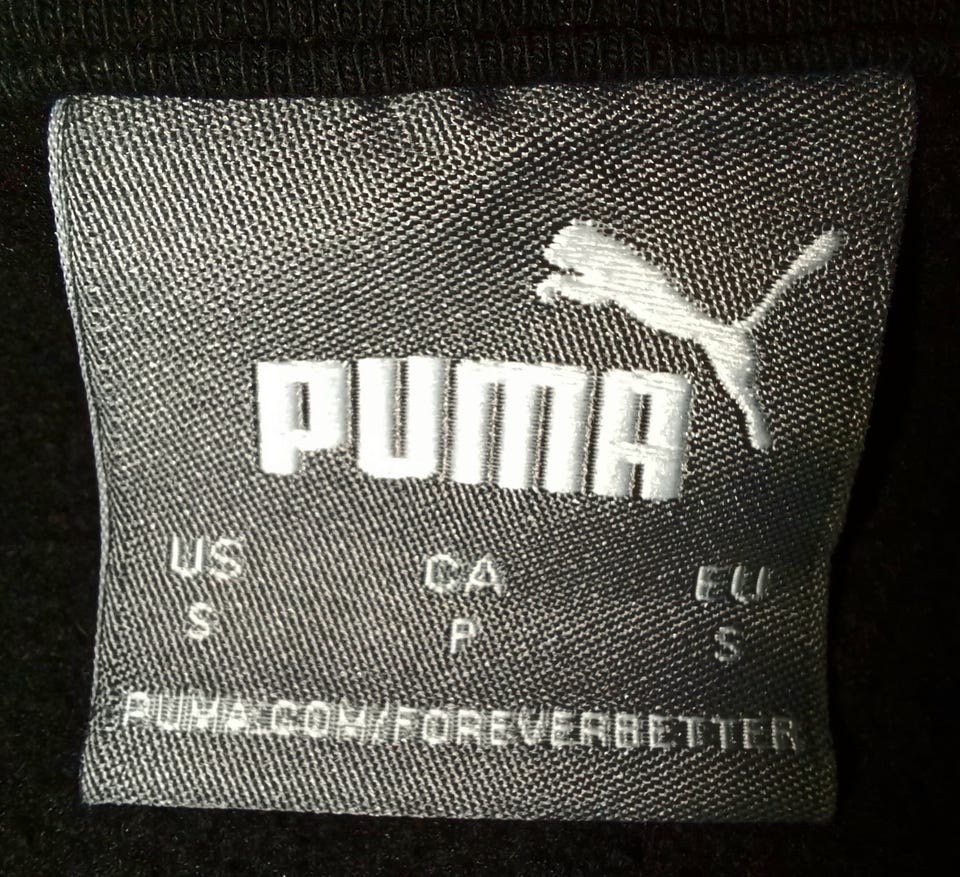 PUMA
US CA EU
S P S
PUMA.COM/FOREVERBETTER